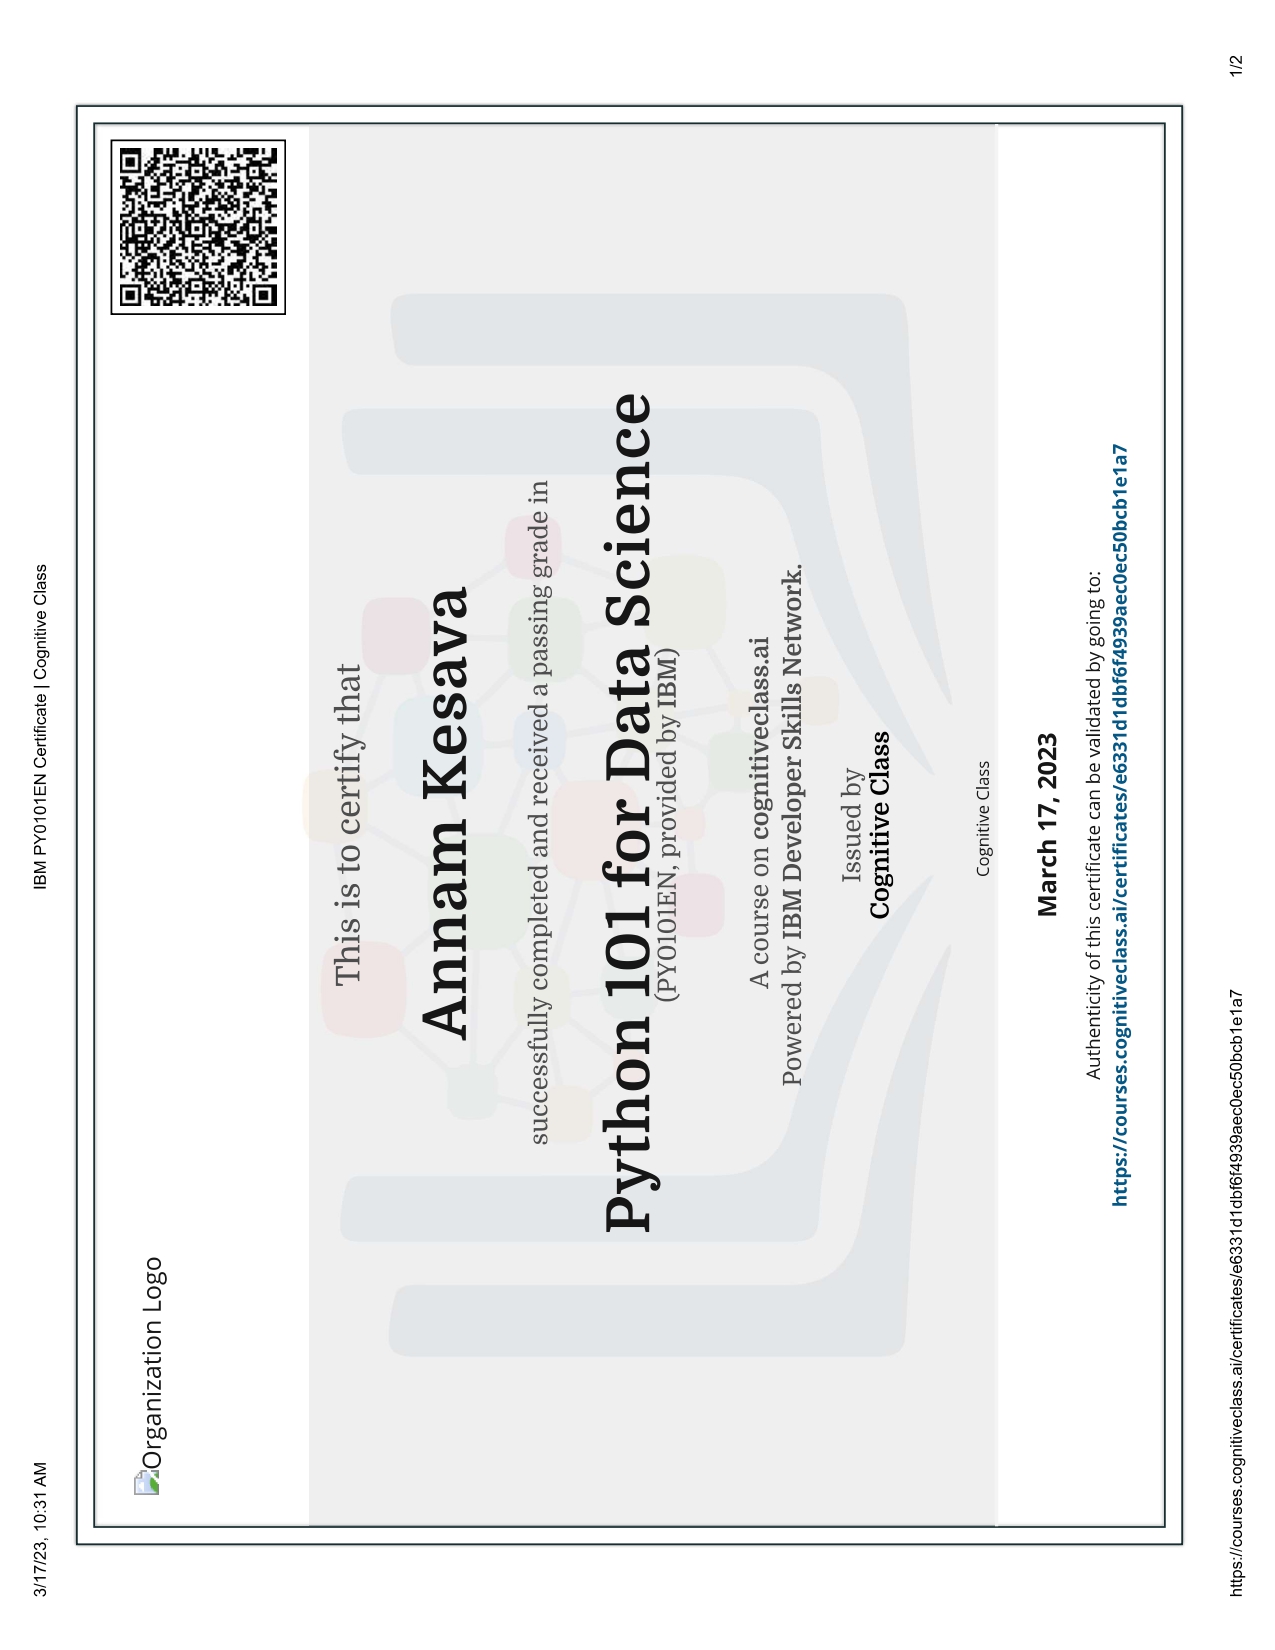 3/17/23, 10:31 AM
IBM PY0101EN Certificate | Cognitive Class
Organization Logo
This is to certify that
Annam Kesava
successfully completed and received a passing grade in
Python 101 for Data Science
(PY0101EN, provided by IBM)
A course on cognitiveclass.ai
Powered by IBM Developer Skills Network.
Issued by
Cognitive Class
Cognitive Class
March 17, 2023
Authenticity of this certificate can be validated by going to:
https://courses.cognitiveclass.ai/certificates/e6331d1dbf6f4939aec0ec50bcb1e1a7
https://courses.cognitiveclass.ai/certificates/e6331d1dbf6f4939aec0ec50bcb1e1a7
1/2